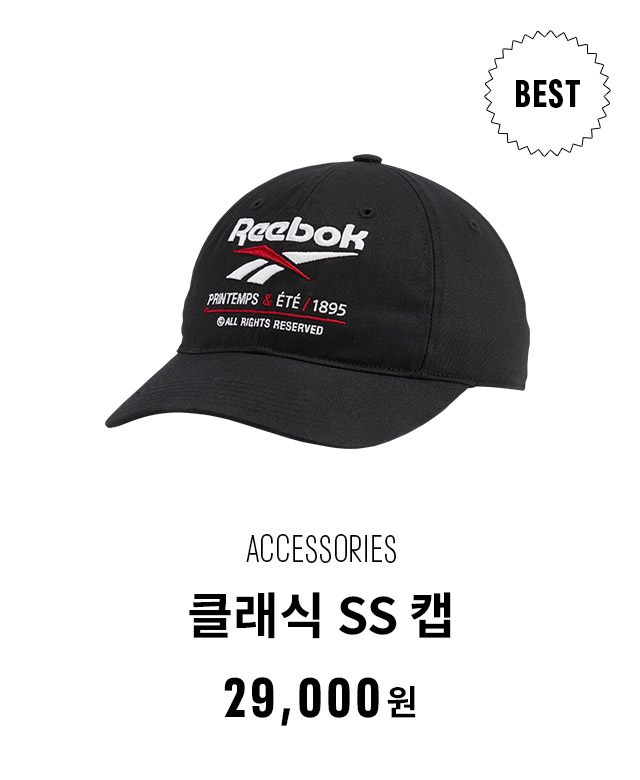 BEST
Reebok
PRINTEMPS & ÉTÉ / 1895
©ALL RIGHTS RESERVED
ACCESSORIES
클래식 SS 캡
29,000원